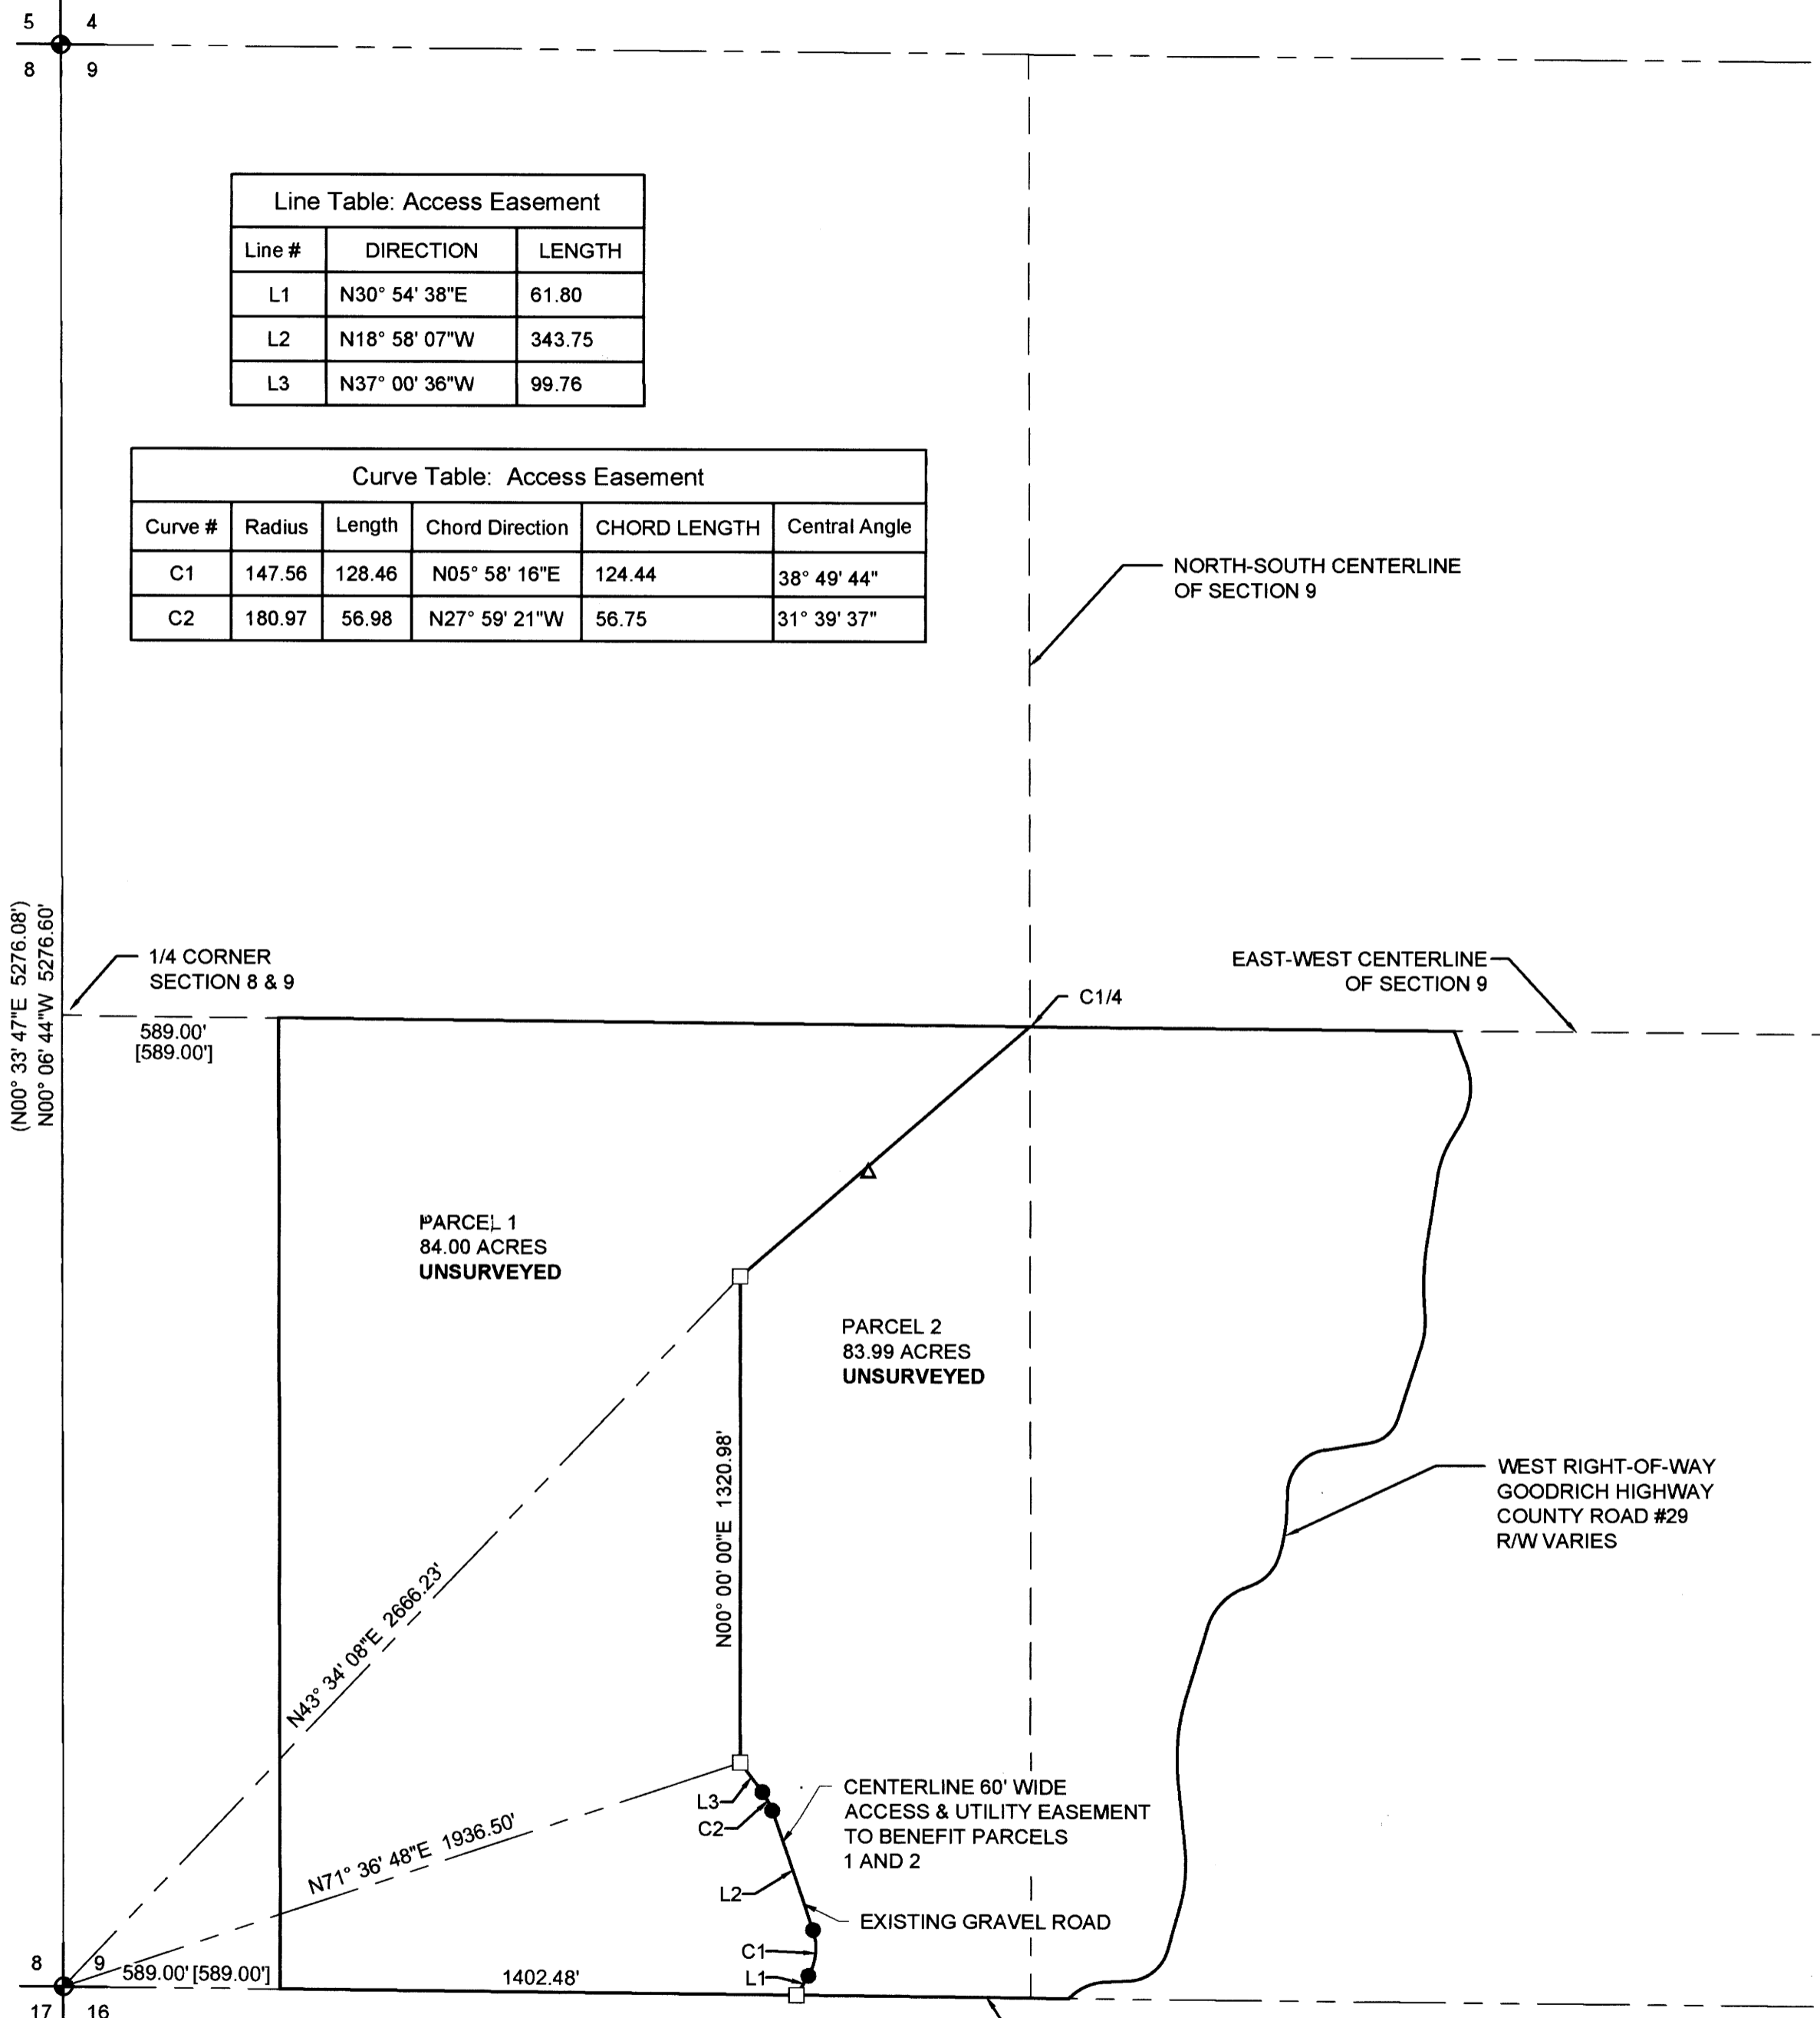 5 4
8 9
Line Table: Access Easement
Line # DIRECTION LENGTH
L1 N30° 54' 38"E 61.80
L2 N18° 58' 07"W 343.75
L3 N37° 00' 36"W 99.76
Curve Table: Access Easement
Curve # Radius Length Chord Direction CHORD LENGTH Central Angle
C1 147.56 128.46 N05° 58' 16"E 124.44 38° 49' 44"
C2 180.97 56.98 N27° 59' 21"W 56.75 31° 39' 37"
NORTH-SOUTH CENTERLINE
OF SECTION 9
(N00° 33' 47"E 5276.08')
N00° 06' 44"W 5276.60'
1/4 CORNER
SECTION 8 & 9
589.00'
[589.00']
C1/4
EAST-WEST CENTERLINE
OF SECTION 9
PARCEL 1
84.00 ACRES
UNSURVEYED
PARCEL 2
83.99 ACRES
UNSURVEYED
N00° 00' 00"E 1320.98'
WEST RIGHT-OF-WAY
GOODRICH HIGHWAY
COUNTY ROAD #29
R/W VARIES
N43° 34' 08"E 2666.23'
N71° 36' 48"E 1936.50'
L3
C2
CENTERLINE 60' WIDE
ACCESS & UTILITY EASEMENT
TO BENEFIT PARCELS
1 AND 2
L2
EXISTING GRAVEL ROAD
C1
L1
8 9
589.00' [589.00']
1402.48'
17 16